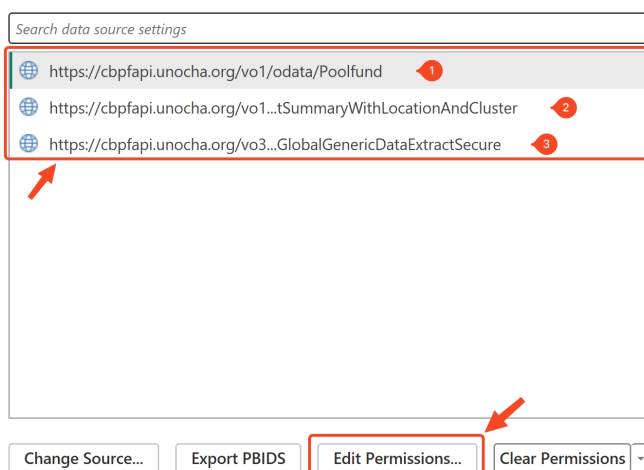 Search data source settings
https://cbpfapi.unocha.org/vo1/odata/Poolfund 1
https://cbpfapi.unocha.org/vo1...tSummaryWithLocationAndCluster 2
https://cbpfapi.unocha.org/vo3...GlobalGenericDataExtractSecure 3
Change Source... Export PBIDS Edit Permissions... Clear Permissions